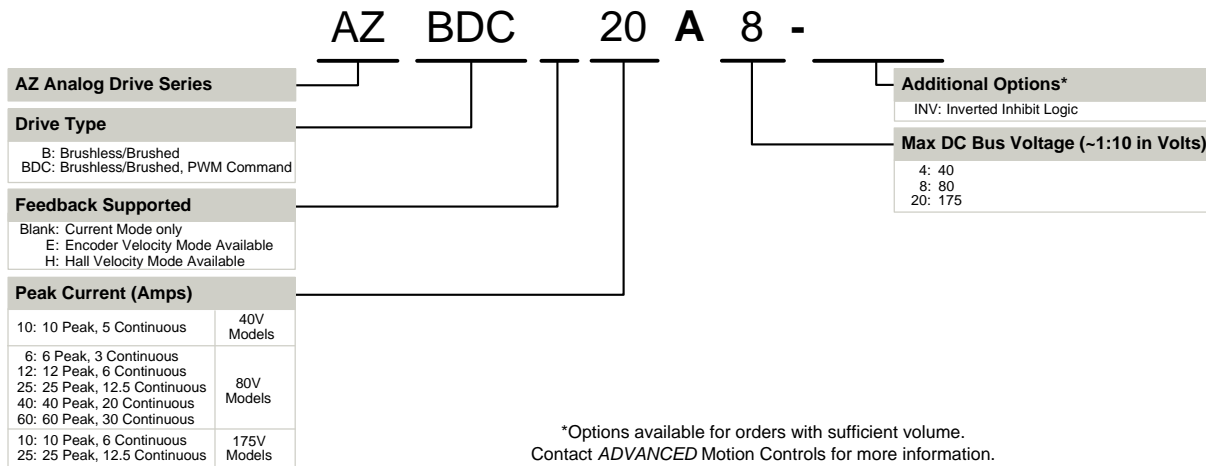 AZ BDC 20 A 8 -
AZ Analog Drive Series
Drive Type
B: Brushless/Brushed
BDC: Brushless/Brushed, PWM Command
Feedback Supported
Blank: Current Mode only
E: Encoder Velocity Mode Available
H: Hall Velocity Mode Available
Peak Current (Amps)
10: 10 Peak, 5 Continuous
40V
Models
6: 6 Peak, 3 Continuous
12: 12 Peak, 6 Continuous
25: 25 Peak, 12.5 Continuous
40: 40 Peak, 20 Continuous
60: 60 Peak, 30 Continuous
80V
Models
10: 10 Peak, 6 Continuous
25: 25 Peak, 12.5 Continuous
175V
Models
Additional Options*
INV: Inverted Inhibit Logic
Max DC Bus Voltage (~1:10 in Volts)
4: 40
8: 80
20: 175
*Options available for orders with sufficient volume.
Contact ADVANCED Motion Controls for more information.